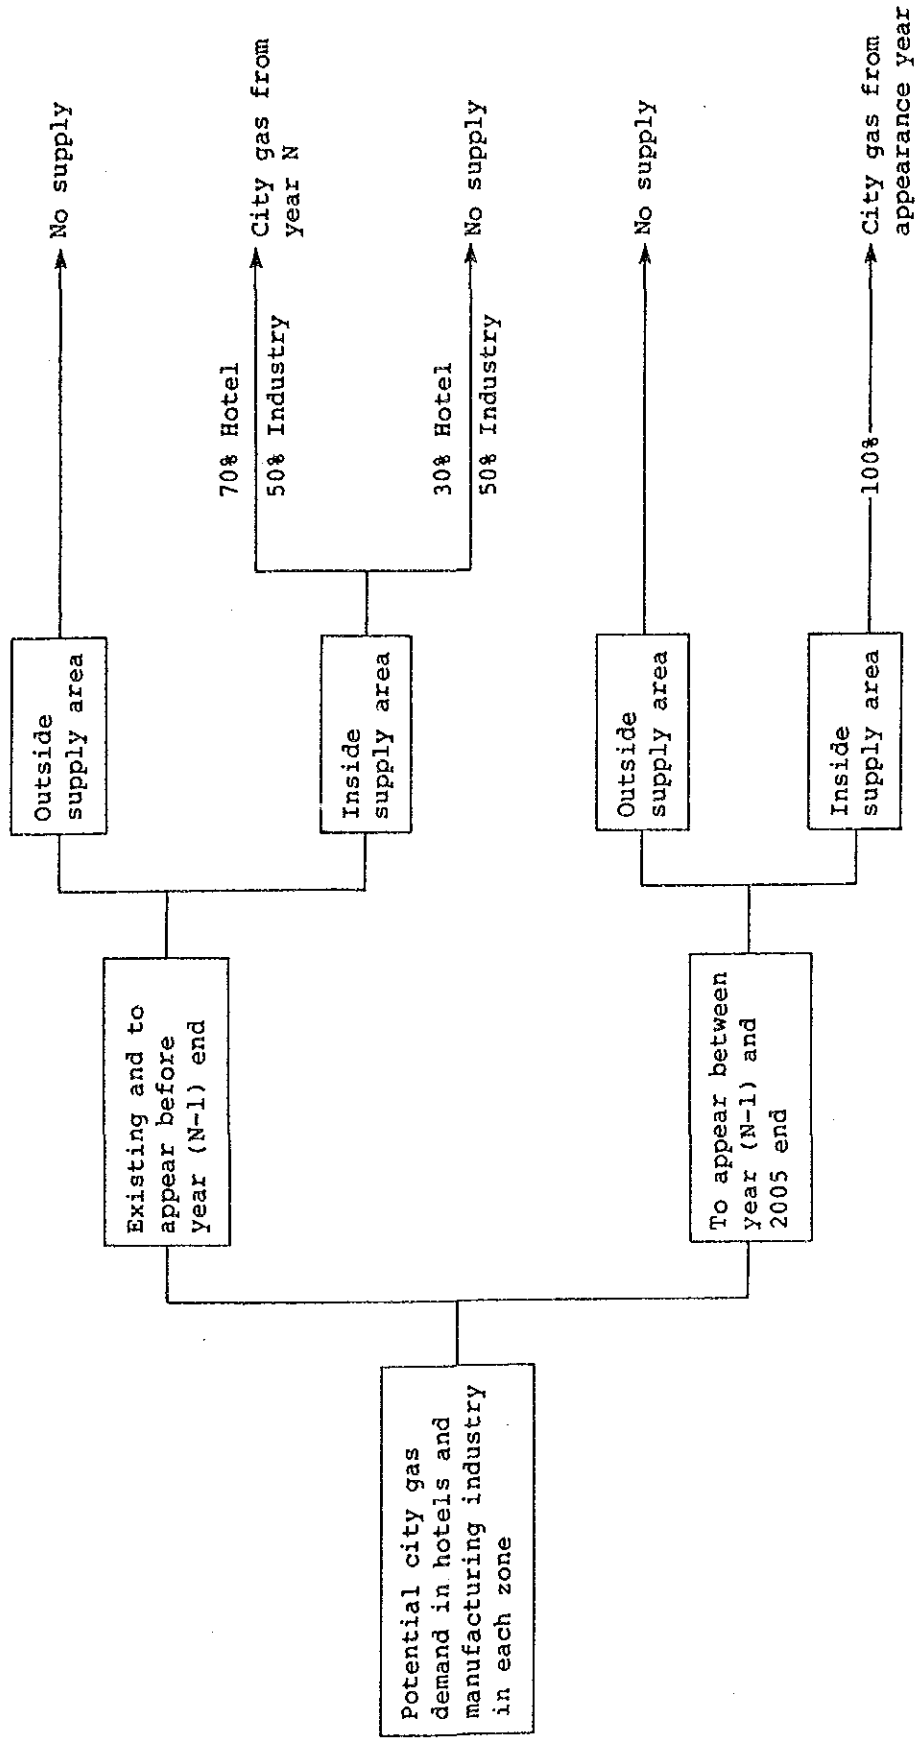 Potential city gas
demand in hotels and
manufacturing industry
in each zone
Existing and to
appear before
year (N-1) end
Outside
supply area
No supply
Inside
supply area
70% Hotel
50% Industry
City gas from
year N
30% Hotel
50% Industry
No supply
To appear between
year (N-1) and
2005 end
Outside
supply area
No supply
Inside
supply area
100%
City gas from
appearance year